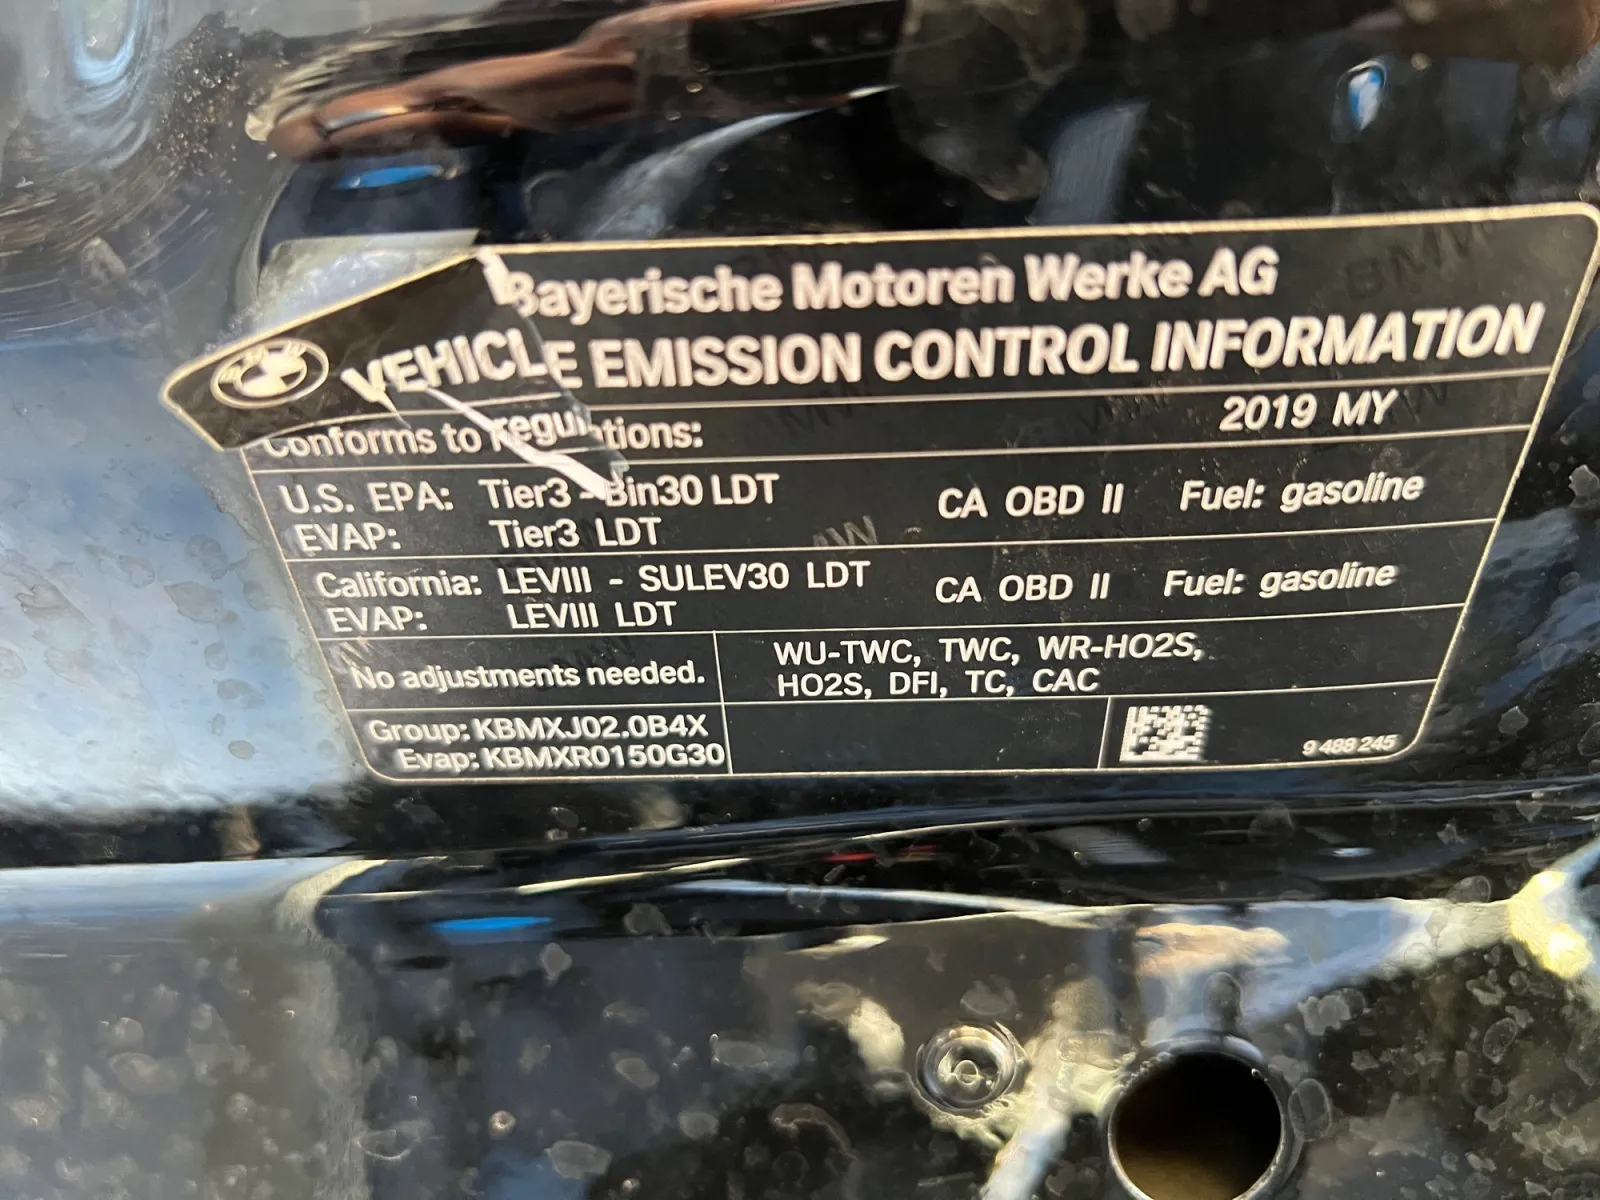 Bayerische Motoren Werke AG
VEHICLE EMISSION CONTROL INFORMATION
Conforms to regulations: 2019 MY
U.S. EPA: Tier3 - Bin30 LDT CA OBD II Fuel: gasoline
EVAP: Tier3 LDT
California: LEVIII - SULEV30 LDT CA OBD II Fuel: gasoline
EVAP: LEVIII LDT
No adjustments needed.
WU-TWC, TWC, WR-HO2S,
HO2S, DFI, TC, CAC
Group: KBMXJ02.0B4X
Evap: KBMXR0150G30
9 488 245